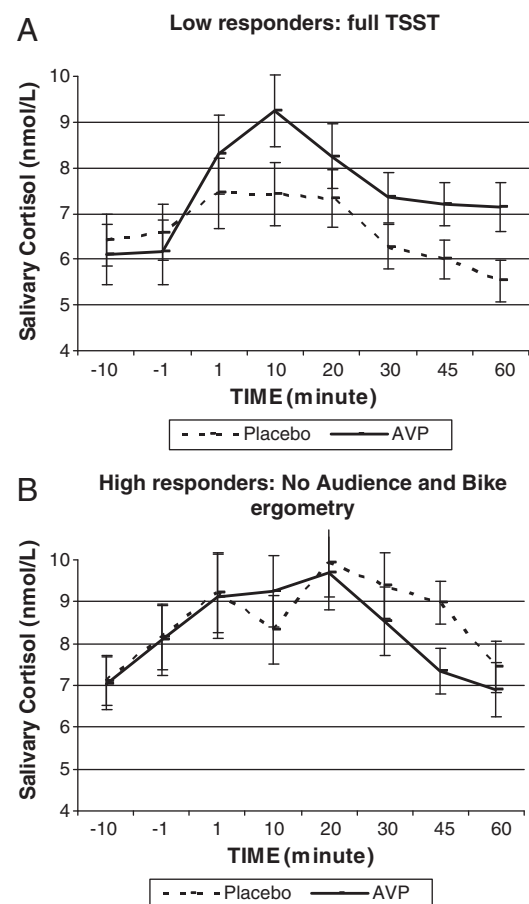 A
Low responders: full TSST
Salivary Cortisol (nmol/L)
10
9
8
7
6
5
4
-10 -1 1 10 20 30 45 60
TIME (minute)
Placebo AVP
B
High responders: No Audience and Bike
ergometry
Salivary Cortisol (nmol/L)
10
9
8
7
6
5
4
-10 -1 1 10 20 30 45 60
TIME (minute)
Placebo AVP